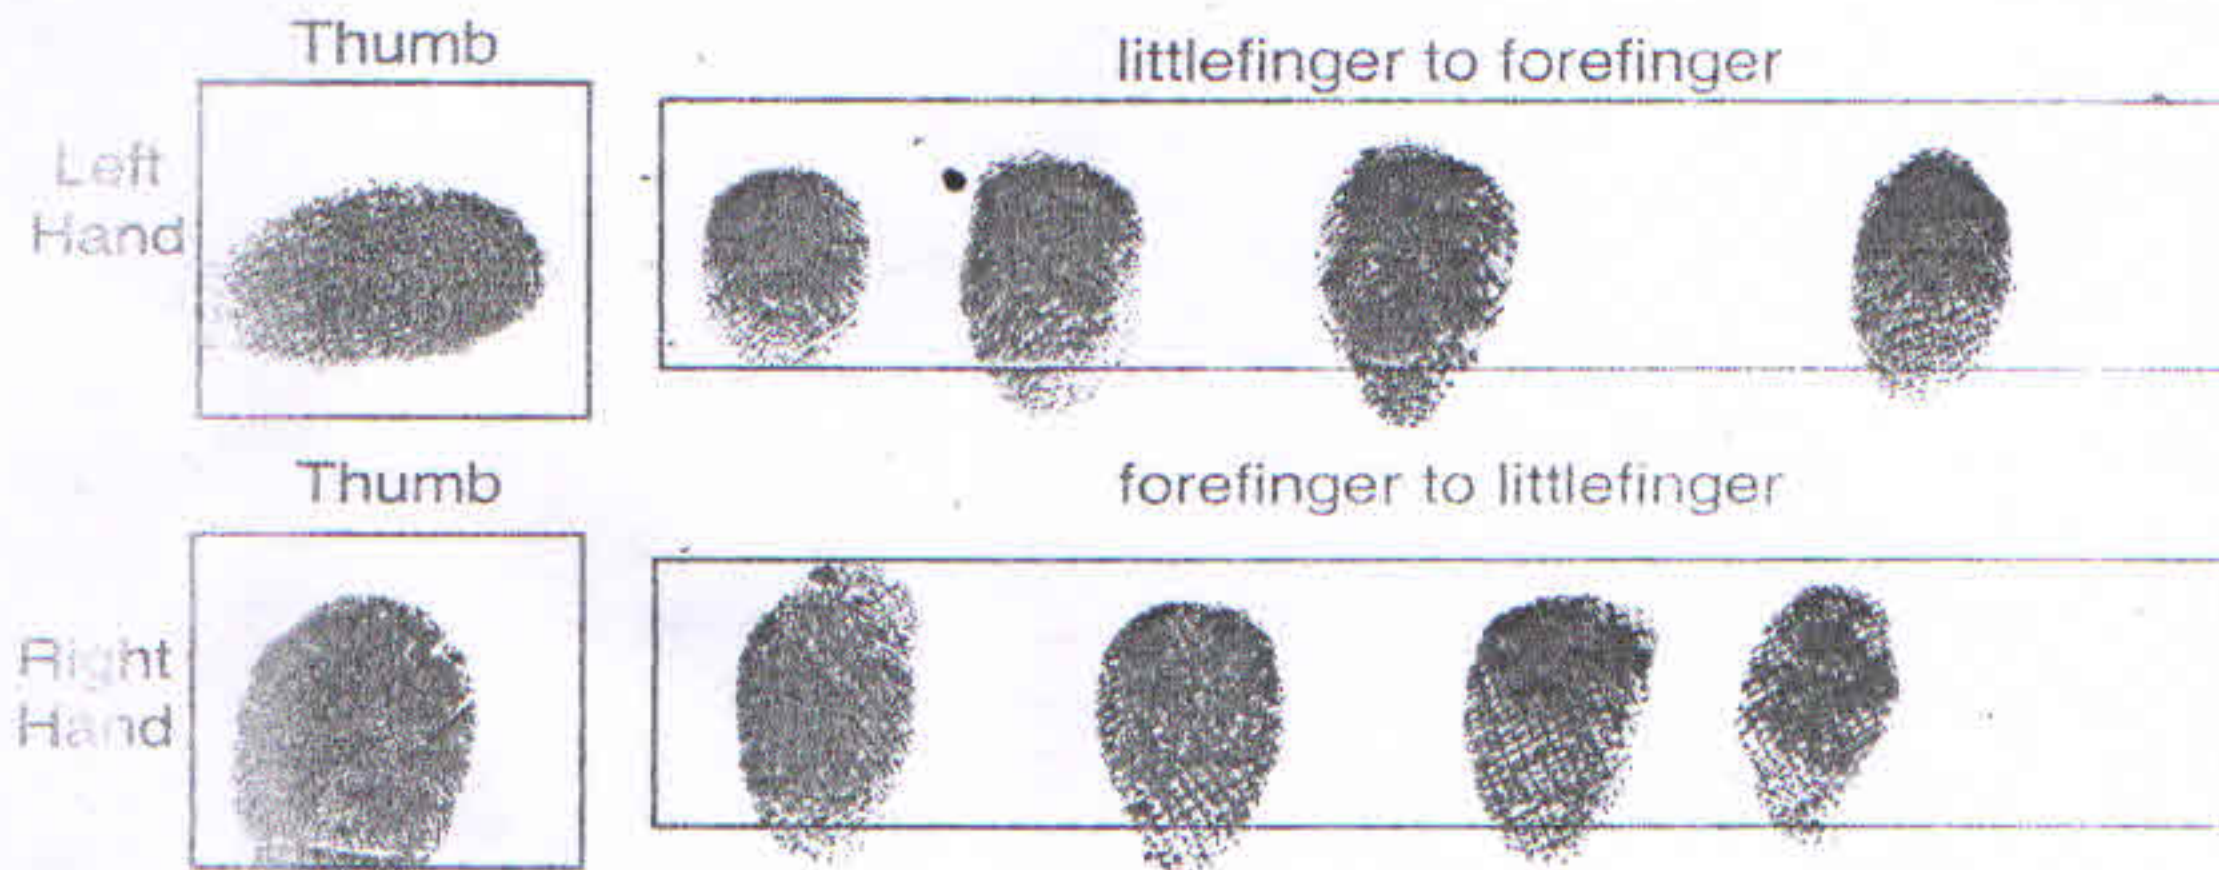 Thumb
littlefinger to forefinger
Left
Hand
Thumb
forefinger to littlefinger
Right
Hand